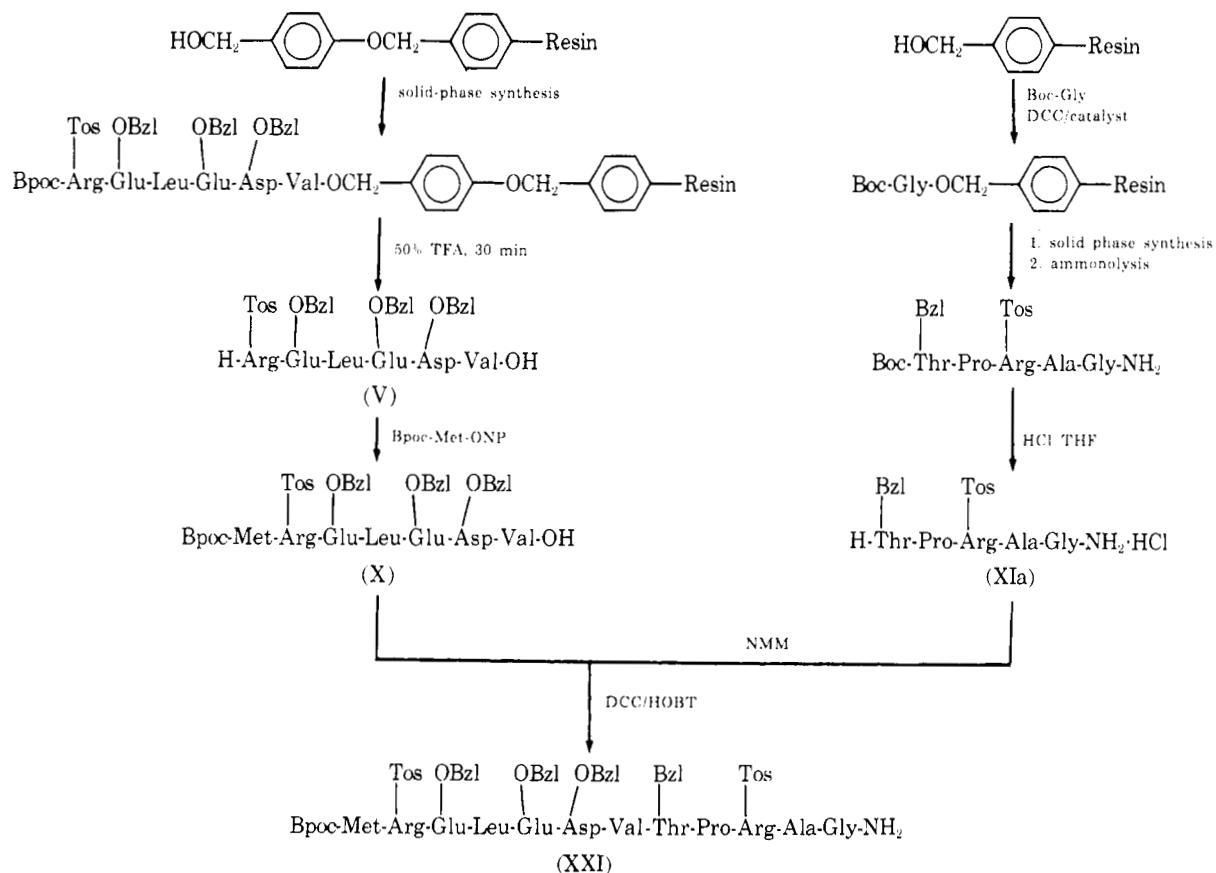 HOCH₂ OCH₂ Resin
HOCH₂ Resin
solid-phase synthesis
Boc-Gly
DCC/catalyst
Tos OBzl OBzl OBzl
Bpoc-Arg-Glu-Leu-Glu-Asp-Val-OCH₂ OCH₂ Resin
Boc-Gly-OCH₂ Resin
50% TFA, 30 min
1. solid phase synthesis
2. ammonolysis
Tos OBzl OBzl OBzl
H-Arg-Glu-Leu-Glu-Asp-Val-OH
(V)
Bzl Tos
Boc-Thr-Pro-Arg-Ala-Gly-NH₂
Bpoc-Met-ONP
HCl THF
Tos OBzl OBzl OBzl
Bpoc-Met-Arg-Glu-Leu-Glu-Asp-Val-OH
(X)
Bzl Tos
H-Thr-Pro-Arg-Ala-Gly-NH₂·HCl
(XIa)
NMM
DCC/HOBT
Tos OBzl OBzl OBzl Bzl Tos
Bpoc-Met-Arg-Glu-Leu-Glu-Asp-Val-Thr-Pro-Arg-Ala-Gly-NH₂
(XXI)